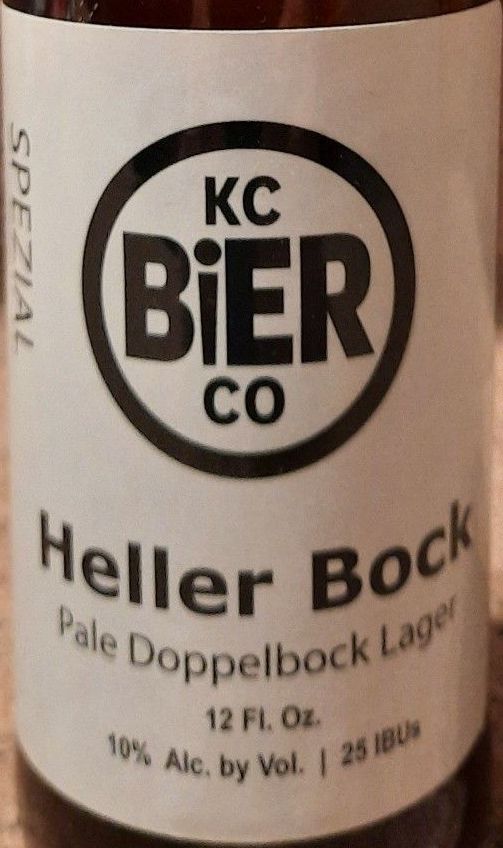 SPEZIAL
KC
BiER
CO
Heller Bock
Pale Doppelbock Lager
12 Fl. Oz.
10% Alc. by Vol. | 25 IBUs